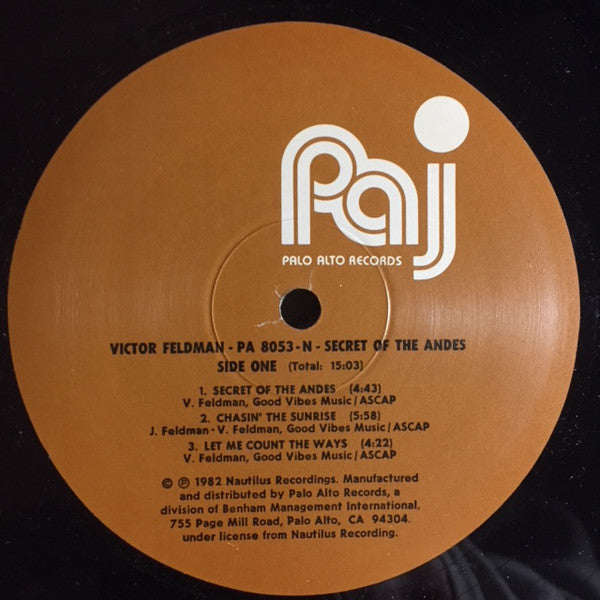 Paj
PALO ALTO RECORDS
VICTOR FELDMAN - PA 8053-N - SECRET OF THE ANDES
SIDE ONE (Total: 15:03)
1. SECRET OF THE ANDES (4:43)
V. Feldman, Good Vibes Music/ASCAP
2. CHASIN' THE SUNRISE (5:58)
J. Feldman - V. Feldman, Good Vibes Music/ASCAP
3. LET ME COUNT THE WAYS (4:22)
V. Feldman, Good Vibes Music/ASCAP
© ℗ 1982 Nautilus Recordings. Manufactured
and distributed by Palo Alto Records, a
division of Benham Management International,
755 Page Mill Road, Palo Alto, CA 94304.
under license from Nautilus Recording.